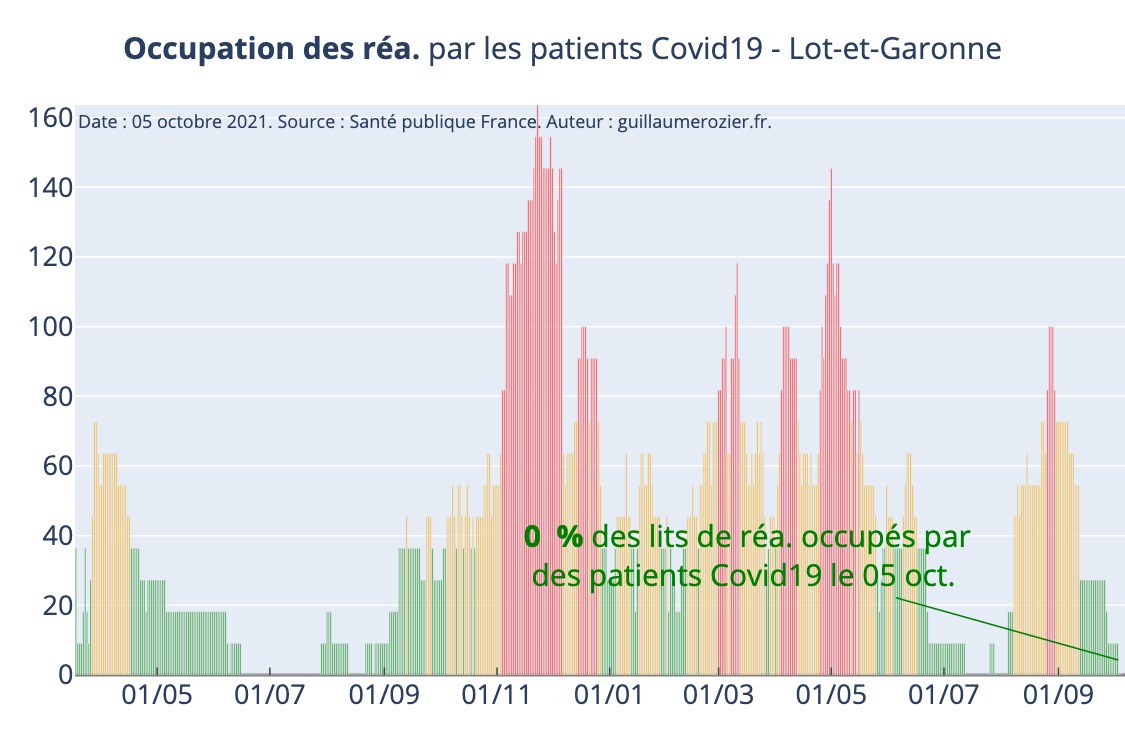 Occupation des réa. par les patients Covid19 - Lot-et-Garonne
Date : 05 octobre 2021. Source : Santé publique France. Auteur : guillaumerozier.fr.
160
140
120
100
80
60
40
20
0
0 % des lits de réa. occupés par
des patients Covid19 le 05 oct.
01/05 01/07 01/09 01/11 01/01 01/03 01/05 01/07 01/09